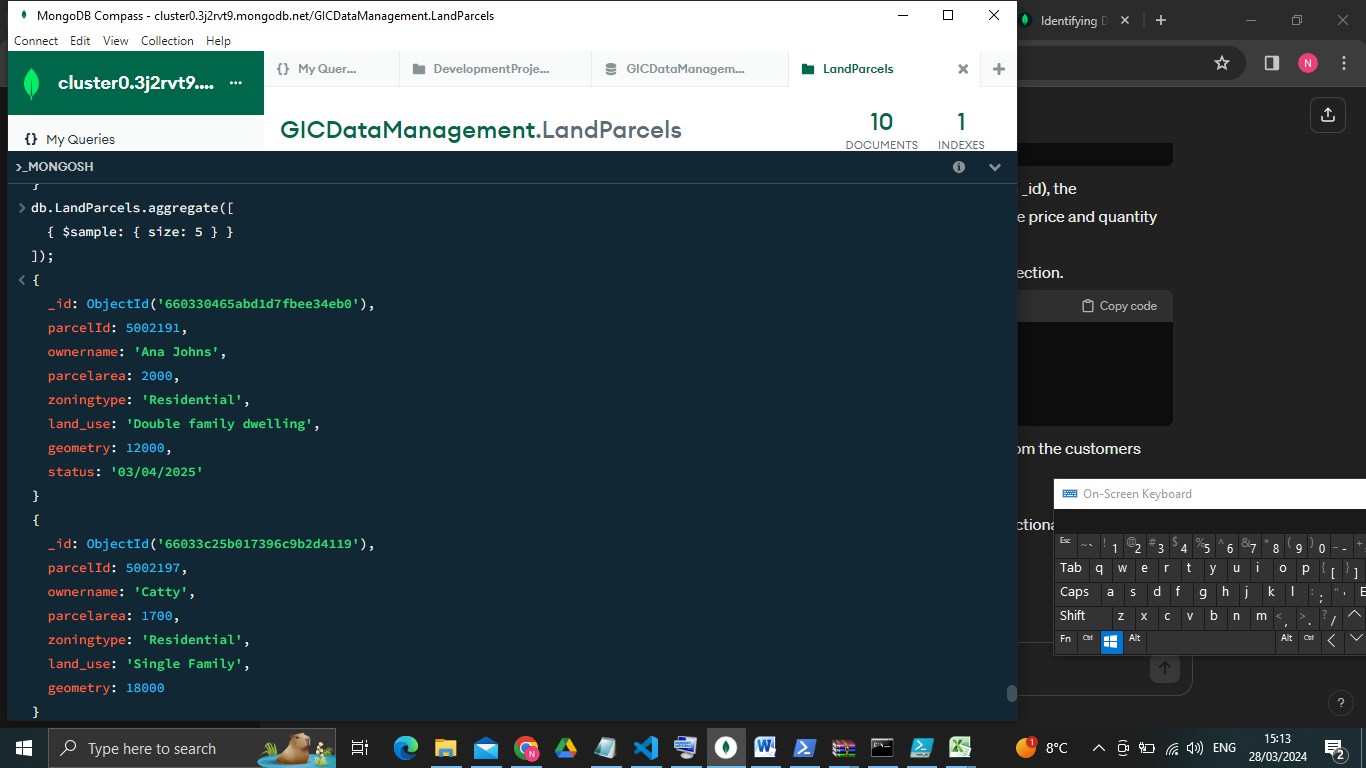 MongoDB Compass - cluster0.3j2rvt9.mongodb.net/GICDataManagement.LandParcels
Connect Edit View Collection Help
cluster0.3j2rvt9.... ...
{} My Quer...
DevelopmentProje...
GICDataManagem...
LandParcels
{} My Queries
GICDataManagement.LandParcels
10
DOCUMENTS
1
INDEXES
>_MONGOSH
}
db.LandParcels.aggregate([
{ $sample: { size: 5 } }
]);
{
_id: ObjectId('660330465abd1d7fbee34eb0'),
parcelId: 5002191,
ownername: 'Ana Johns',
parcelarea: 2000,
zoningtype: 'Residential',
land_use: 'Double family dwelling',
geometry: 12000,
status: '03/04/2025'
}
{
_id: ObjectId('66033c25b017396c9b2d4119'),
parcelId: 5002197,
ownername: 'Catty',
parcelarea: 1700,
zoningtype: 'Residential',
land_use: 'Single Family',
geometry: 18000
}
Identifying D
N
_id), the
e price and quantity
ection.
Copy code
om the customers
ctiona
On-Screen Keyboard
Esc ~ ` ! 1 @ 2 # 3 $ 4 % 5 ^ 6 & 7 * 8 ( 9 ) 0 _ - +
Tab q w e r t y u i o p { [ } ]
Caps a s d f g h j k l : ; " ' E
Shift z x c v b n m < , > . ? /
Fn Ctrl Alt Alt Ctrl
?
Type here to search
8°C
ENG
15:13
28/03/2024
2